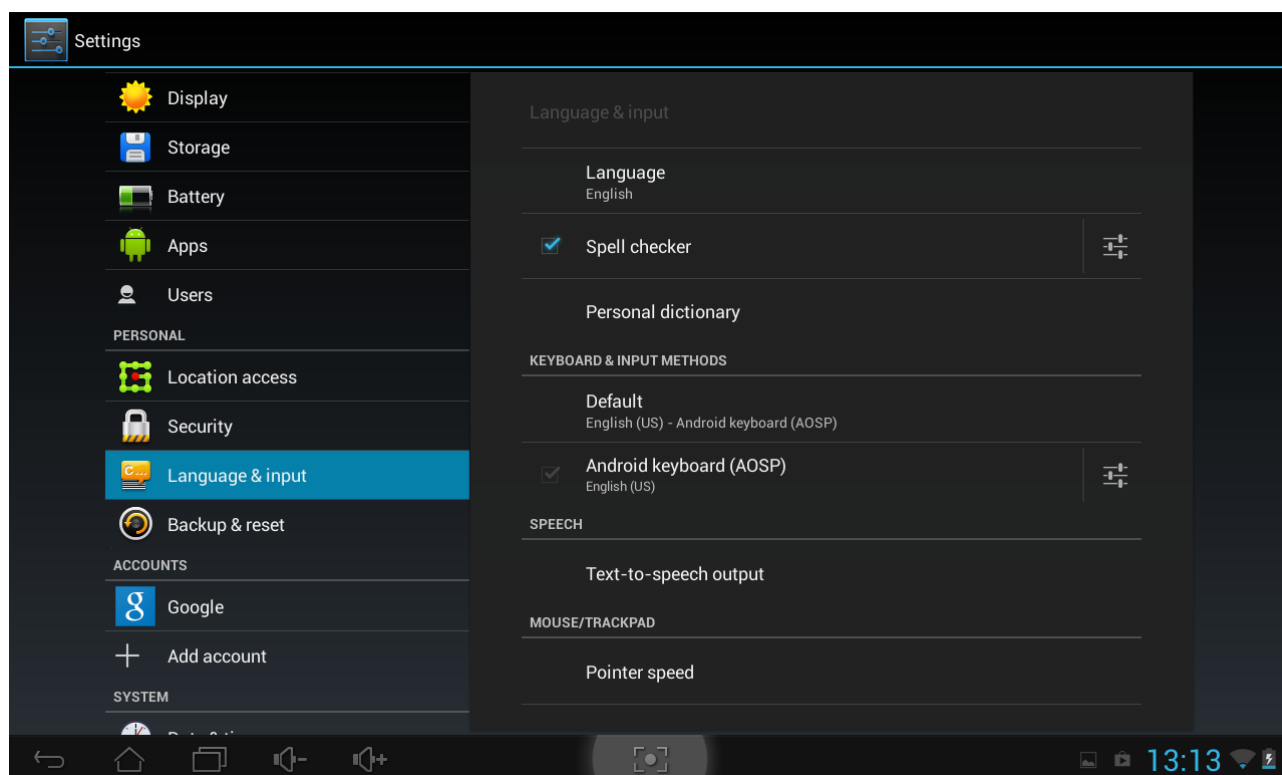 Settings
Display
Storage
Battery
Apps
Users
PERSONAL
Location access
Security
Language & input
Backup & reset
ACCOUNTS
Google
Add account
SYSTEM
Language & input
Language
English
Spell checker
Personal dictionary
KEYBOARD & INPUT METHODS
Default
English (US) - Android keyboard (AOSP)
Android keyboard (AOSP)
English (US)
SPEECH
Text-to-speech output
MOUSE/TRACKPAD
Pointer speed
13:13